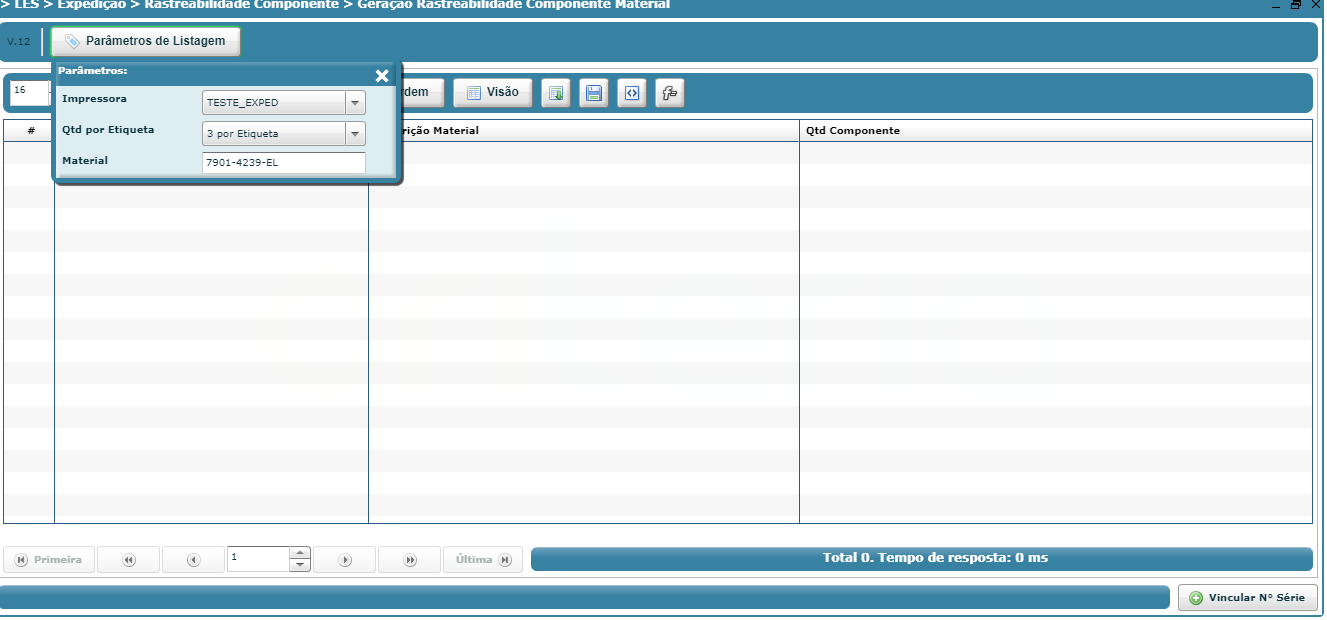 > LES > Expedição > Rastreabilidade Componente > Geração Rastreabilidade Componente Material
V.12
Parâmetros de Listagem
Parâmetros:
Impressora
TESTE_EXPED
Qtd por Etiqueta
3 por Etiqueta
Material
7901-4239-EL
16
rdem
Visão
#
rição Material
Qtd Componente
Primeira
1
Última
Total 0. Tempo de resposta: 0 ms
Vincular Nº Série